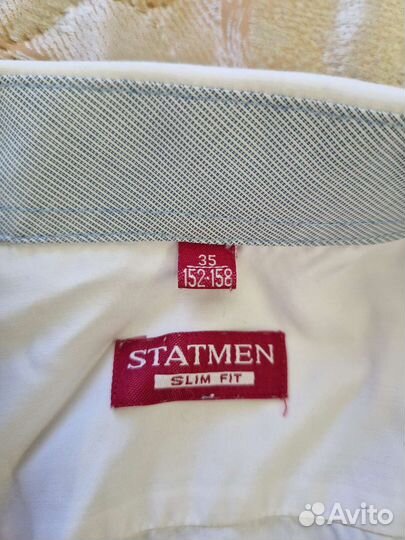 35
152-158
STATMEN
SLIM FIT
Avito